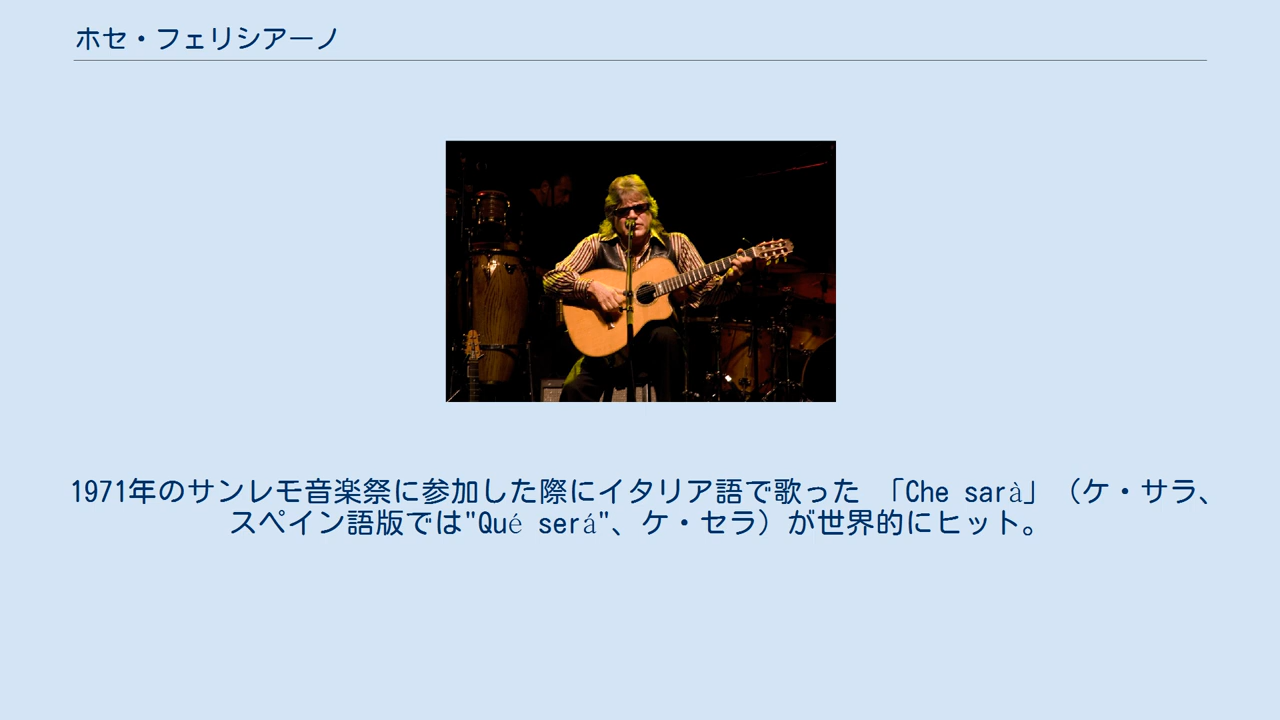 ホセ・フェリシアーノ
1971年のサンレモ音楽祭に参加した際にイタリア語で歌った 「Che sarà」（ケ・サラ、
スペイン語版では"Qué será"、ケ・セラ）が世界的にヒット。